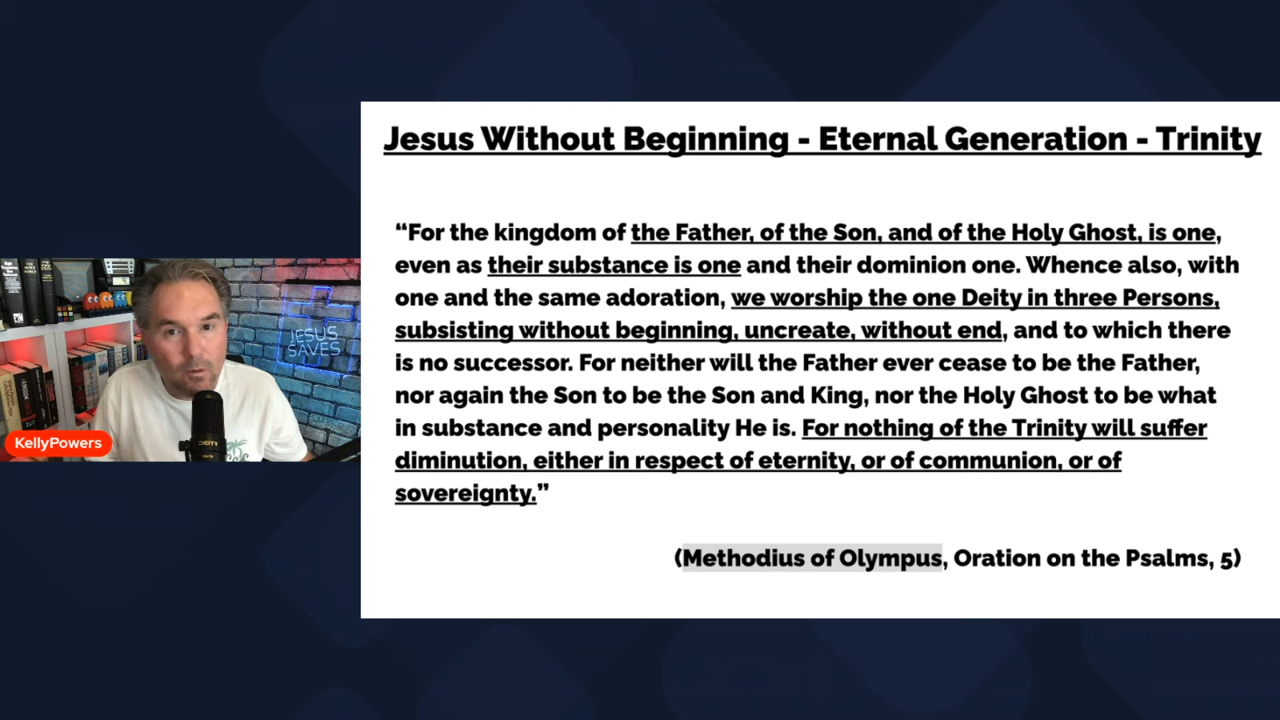 Jesus Without Beginning - Eternal Generation - Trinity
“For the kingdom of the Father, of the Son, and of the Holy Ghost, is one,
even as their substance is one and their dominion one. Whence also, with
one and the same adoration, we worship the one Deity in three Persons,
subsisting without beginning, uncreate, without end, and to which there
is no successor. For neither will the Father ever cease to be the Father,
nor again the Son to be the Son and King, nor the Holy Ghost to be what
in substance and personality He is. For nothing of the Trinity will suffer
diminution, either in respect of eternity, or of communion, or of
sovereignty.”
(Methodius of Olympus, Oration on the Psalms, 5)
JESUS
SAVES
DEITY
KellyPowers